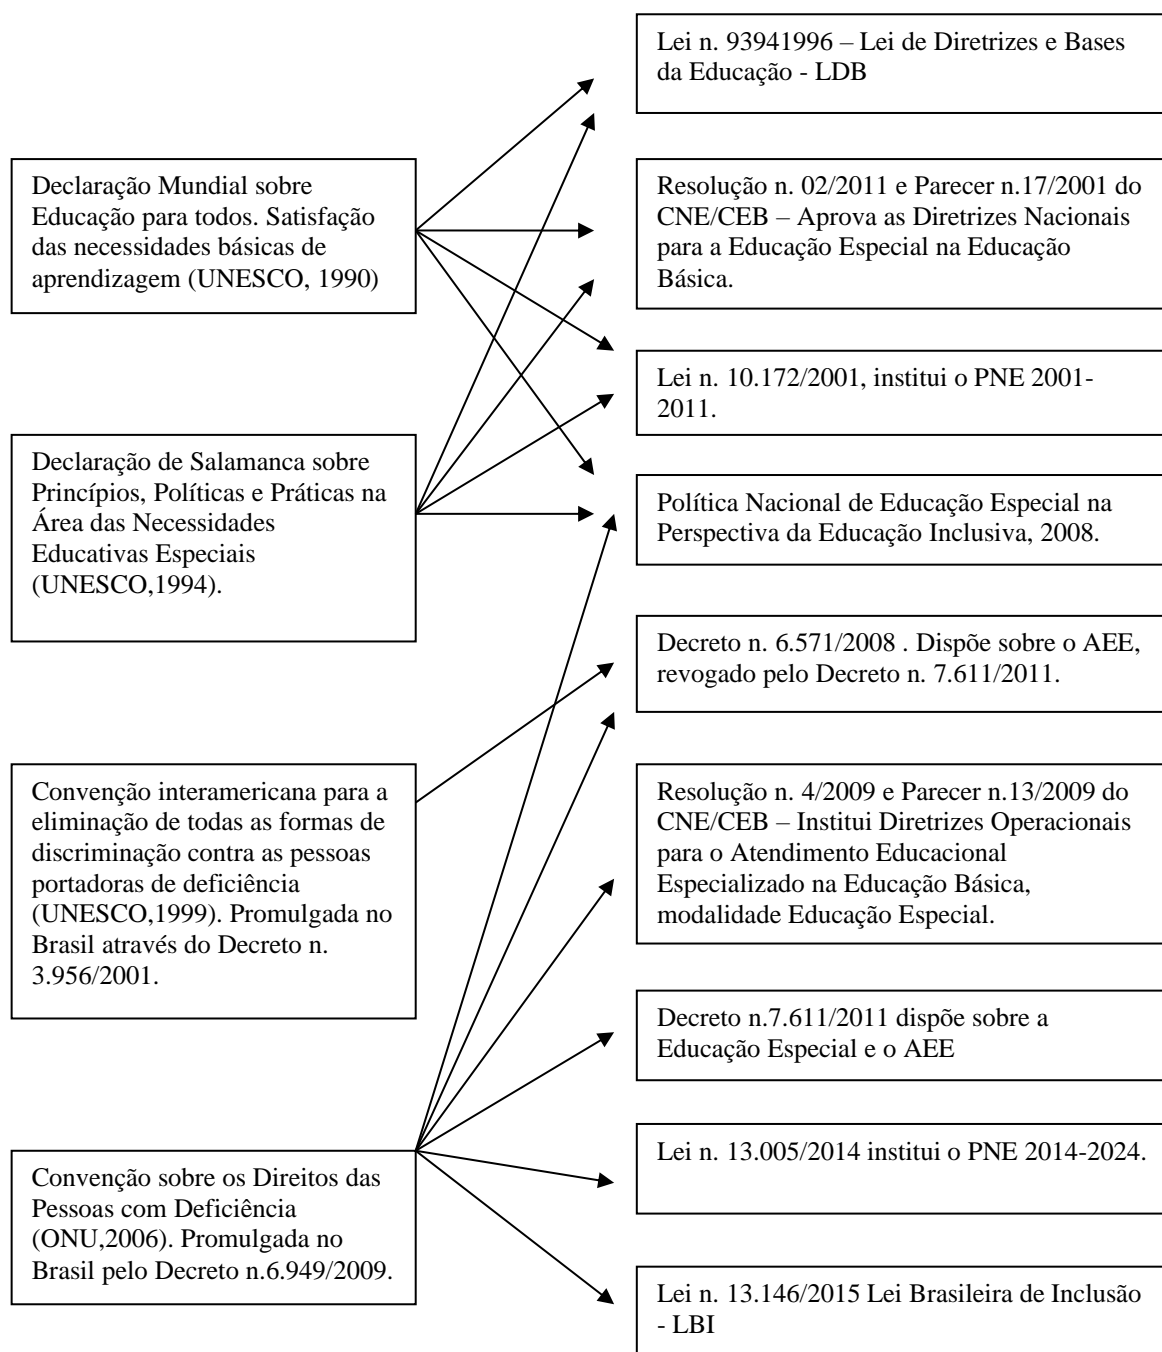 Lei n. 93941996 – Lei de Diretrizes e Bases
da Educação - LDB
Declaração Mundial sobre
Educação para todos. Satisfação
das necessidades básicas de
aprendizagem (UNESCO, 1990)
Resolução n. 02/2011 e Parecer n.17/2001 do
CNE/CEB – Aprova as Diretrizes Nacionais
para a Educação Especial na Educação
Básica.
Lei n. 10.172/2001, institui o PNE 2001-
2011.
Declaração de Salamanca sobre
Princípios, Políticas e Práticas na
Área das Necessidades
Educativas Especiais
(UNESCO,1994).
Política Nacional de Educação Especial na
Perspectiva da Educação Inclusiva, 2008.
Decreto n. 6.571/2008 . Dispõe sobre o AEE,
revogado pelo Decreto n. 7.611/2011.
Convenção interamericana para a
eliminação de todas as formas de
discriminação contra as pessoas
portadoras de deficiência
(UNESCO,1999). Promulgada no
Brasil através do Decreto n.
3.956/2001.
Resolução n. 4/2009 e Parecer n.13/2009 do
CNE/CEB – Institui Diretrizes Operacionais
para o Atendimento Educacional
Especializado na Educação Básica,
modalidade Educação Especial.
Decreto n.7.611/2011 dispõe sobre a
Educação Especial e o AEE
Lei n. 13.005/2014 institui o PNE 2014-2024.
Convenção sobre os Direitos das
Pessoas com Deficiência
(ONU,2006). Promulgada no
Brasil pelo Decreto n.6.949/2009.
Lei n. 13.146/2015 Lei Brasileira de Inclusão
- LBI